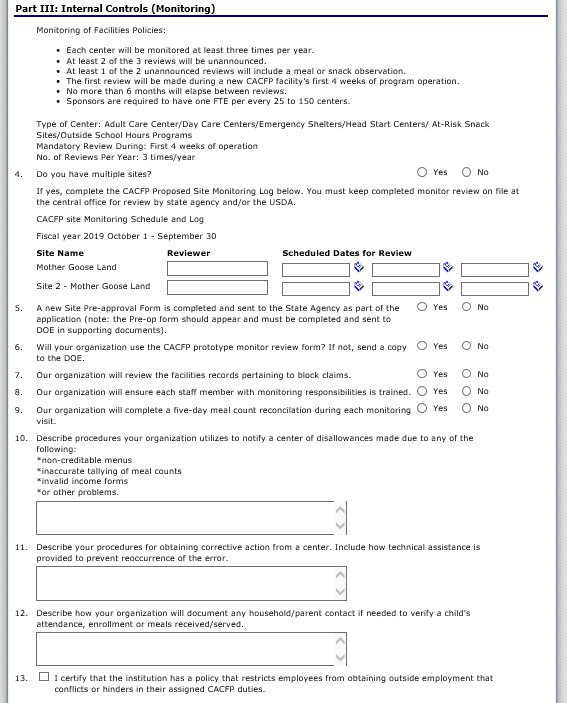 Part III: Internal Controls (Monitoring)
Monitoring of Facilities Policies:
• Each center will be monitored at least three times per year.
• At least 2 of the 3 reviews will be unannounced.
• At least 1 of the 2 unannounced reviews will include a meal or snack observation.
• The first review will be made during a new CACFP facility's first 4 weeks of program operation.
• No more than 6 months will elapse between reviews.
• Sponsors are required to have one FTE per every 25 to 150 centers.
Type of Center: Adult Care Center/Day Care Centers/Emergency Shelters/Head Start Centers/ At-Risk Snack
Sites/Outside School Hours Programs
Mandatory Review During: First 4 weeks of operation
No. of Reviews Per Year: 3 times/year
4. Do you have multiple sites? Yes No
If yes, complete the CACFP Proposed Site Monitoring Log below. You must keep completed monitor review on file at
the central office for review by state agency and/or the USDA.
CACFP site Monitoring Schedule and Log
Fiscal year 2019 October 1 - September 30
Site Name Reviewer Scheduled Dates for Review
Mother Goose Land
Site 2 - Mother Goose Land
5. A new Site Pre-approval Form is completed and sent to the State Agency as part of the Yes No
application (note: the Pre-op form should appear and must be completed and sent to
DOE in supporting documents).
6. Will your organization use the CACFP prototype monitor review form? If not, send a copy Yes No
to the DOE.
7. Our organization will review the facilities records pertaining to block claims. Yes No
8. Our organization will ensure each staff member with monitoring responsibilities is trained. Yes No
9. Our organization will complete a five-day meal count reconcilation during each monitoring Yes No
visit.
10. Describe procedures your organization utilizes to notify a center of disallowances made due to any of the
following:
*non-creditable menus
*inaccurate tallying of meal counts
*invalid income forms
*or other problems.
11. Describe your procedures for obtaining corrective action from a center. Include how technical assistance is
provided to prevent reoccurrence of the error.
12. Describe how your organization will document any household/parent contact if needed to verify a child's
attendance, enrollment or meals received/served.
13. I certify that the institution has a policy that restricts employees from obtaining outside employment that
conflicts or hinders in their assigned CACFP duties.